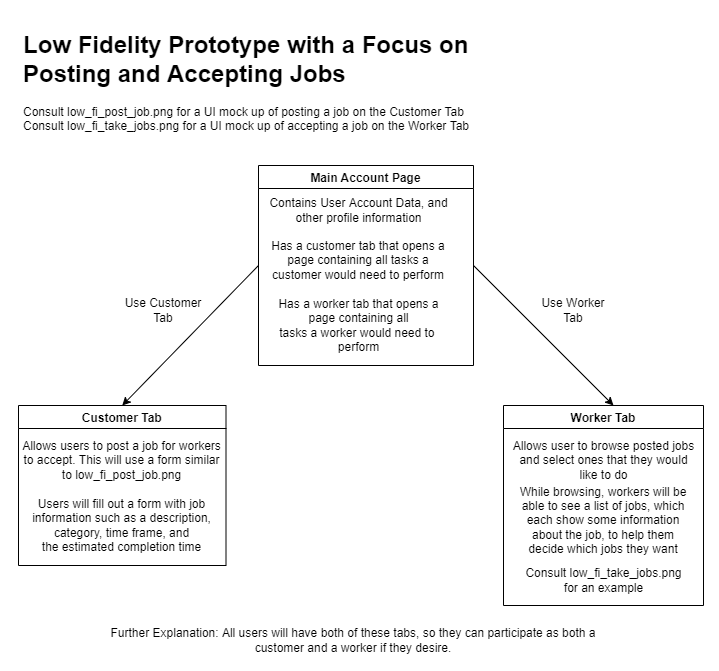 Low Fidelity Prototype with a Focus on
Posting and Accepting Jobs
Consult low_fi_post_job.png for a UI mock up of posting a job on the Customer Tab
Consult low_fi_take_jobs.png for a UI mock up of accepting a job on the Worker Tab
Main Account Page
Contains User Account Data, and
other profile information
Has a customer tab that opens a
page containing all tasks a
customer would need to perform
Has a worker tab that opens a
page containing all
tasks a worker would need to
perform
Use Customer
Tab
Use Worker
Tab
Customer Tab
Allows users to post a job for workers
to accept. This will use a form similar
to low_fi_post_job.png
Users will fill out a form with job
information such as a description,
category, time frame, and
the estimated completion time
Worker Tab
Allows user to browse posted jobs
and select ones that they would
like to do
While browsing, workers will be
able to see a list of jobs, which
each show some information
about the job, to help them
decide which jobs they want
Consult low_fi_take_jobs.png
for an example
Further Explanation: All users will have both of these tabs, so they can participate as both a
customer and a worker if they desire.